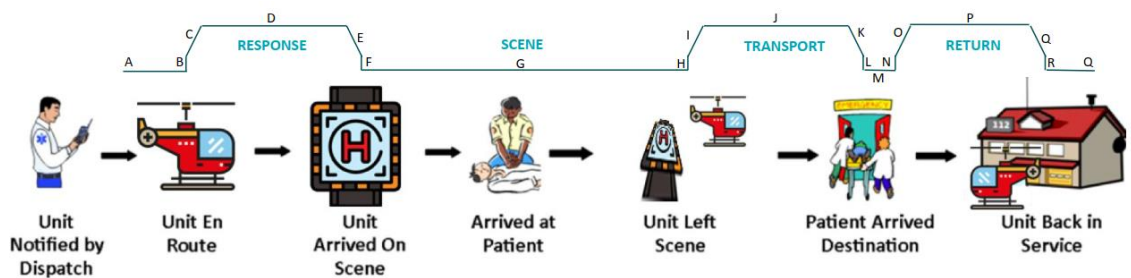 D
J
P
C
E
I
K
O
Q
RESPONSE
SCENE
TRANSPORT
RETURN
A
B
F
G
H
L
N
R
Q
M
EMERGENCY
112
H
H
Unit
Notified by
Dispatch
Unit En
Route
Unit
Arrived On
Scene
Arrived at
Patient
Unit Left
Scene
Patient Arrived
Destination
Unit Back in
Service